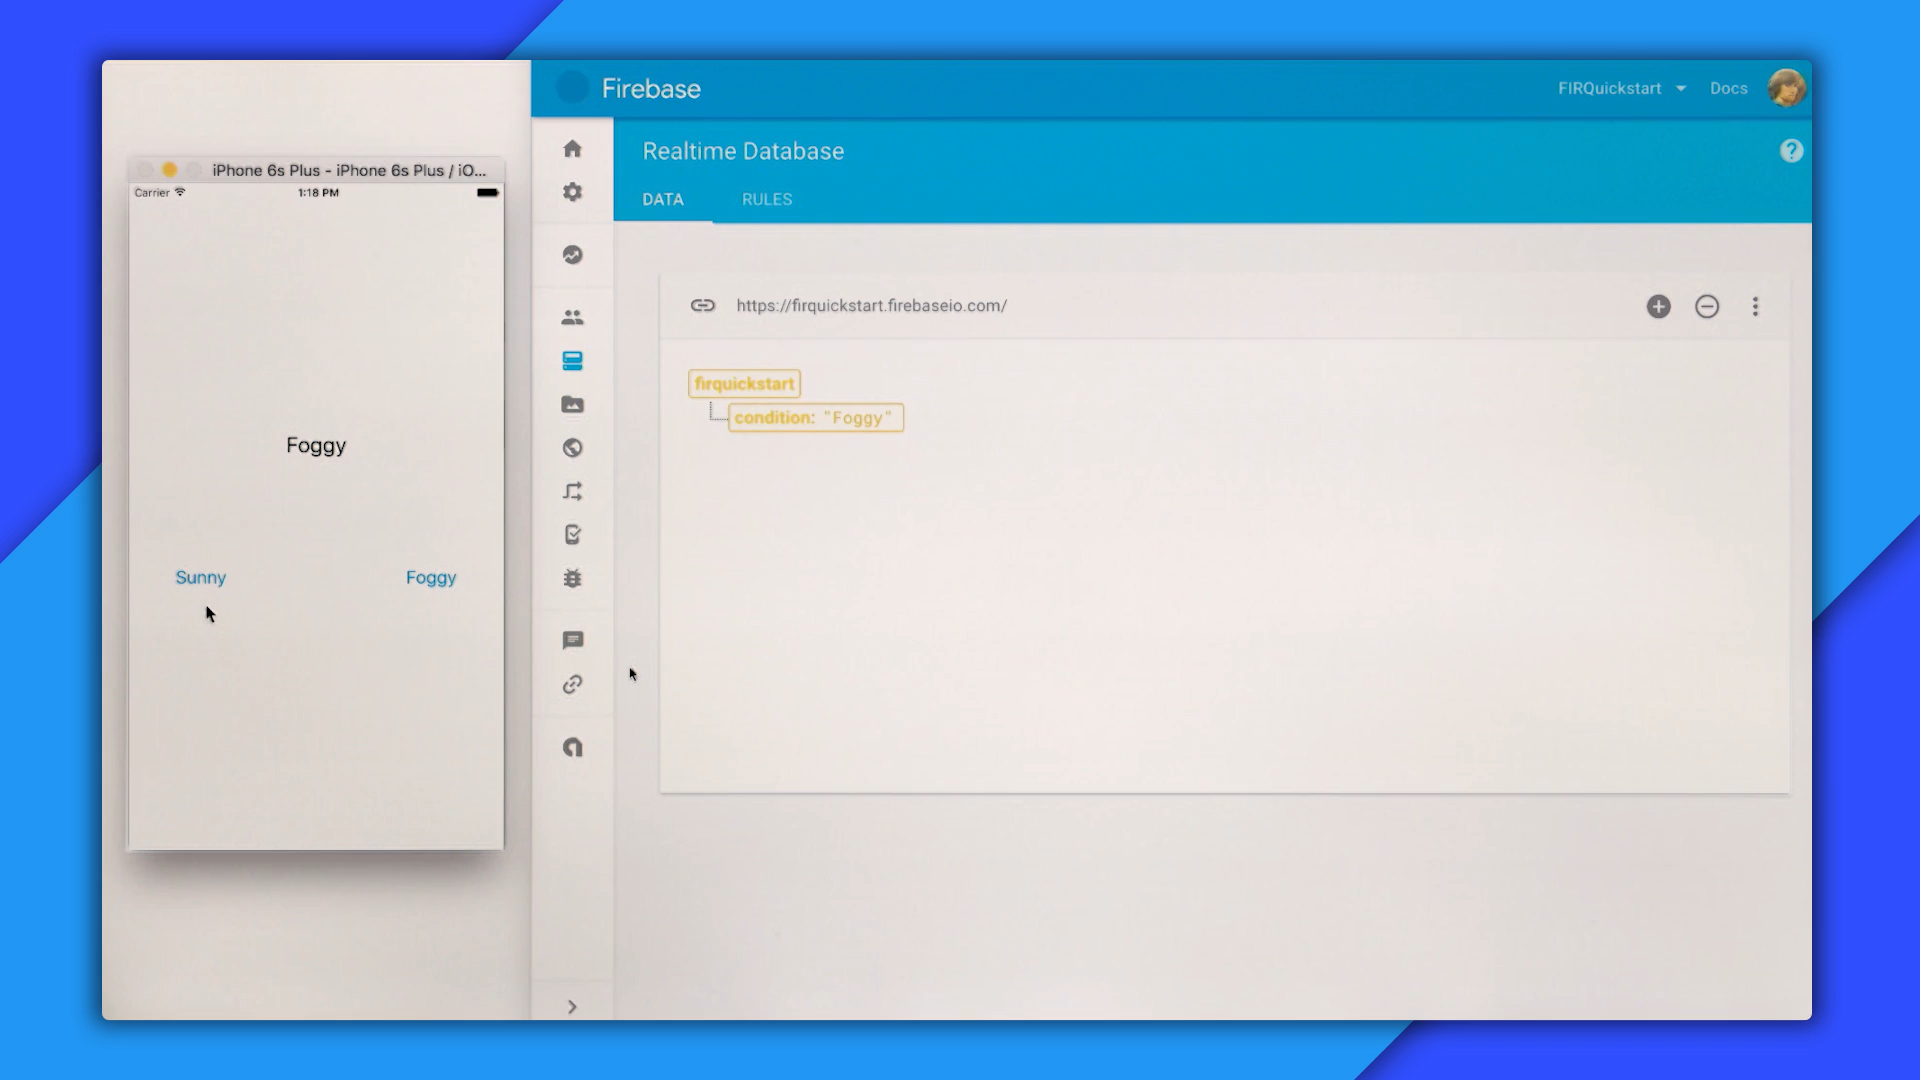 iPhone 6s Plus - iPhone 6s Plus / iO...
Carrier
1:18 PM
Foggy
Sunny
Foggy
Firebase
FIRQuickstart
Docs
Realtime Database
DATA
RULES
https://firquickstart.firebaseio.com/
firquickstart
condition: "Foggy"